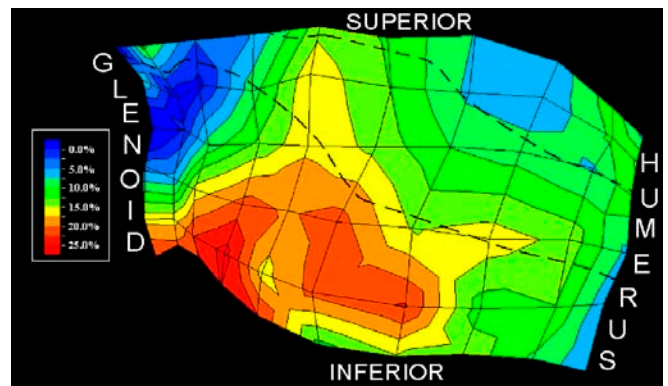 SUPERIOR
GLENOID
0.0%
5.0%
10.0%
15.0%
20.0%
25.0%
HUMERUS
INFERIOR